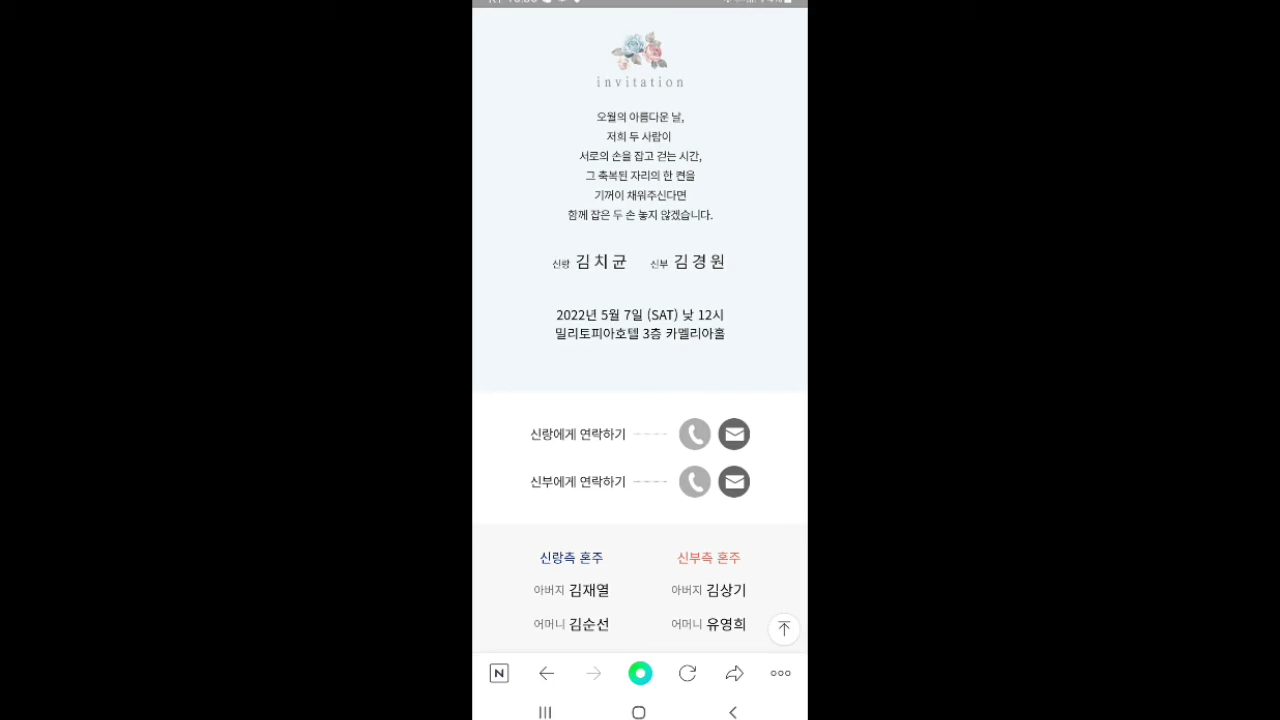 invitation
오월의 아름다운 날,
저희 두 사람이
서로의 손을 잡고 걷는 시간,
그 축복된 자리의 한 켠을
기꺼이 채워주신다면
함께 잡은 두 손 놓지 않겠습니다.
신랑 김치균 신부 김경원
2022년 5월 7일 (SAT) 낮 12시
밀리토피아호텔 3층 카멜리아홀
신랑에게 연락하기
신부에게 연락하기
신랑측 혼주 신부측 혼주
아버지 김재열 아버지 김상기
어머니 김순선 어머니 유영희
N